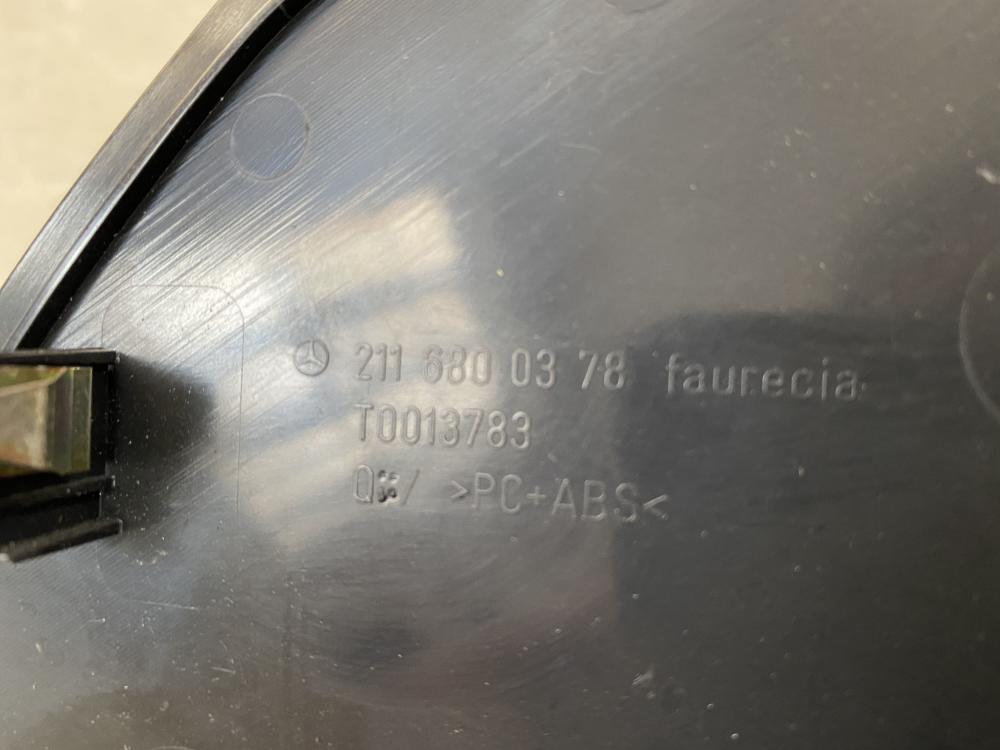 211 680 03 78 faurecia
T0013783
>PC+ABS<